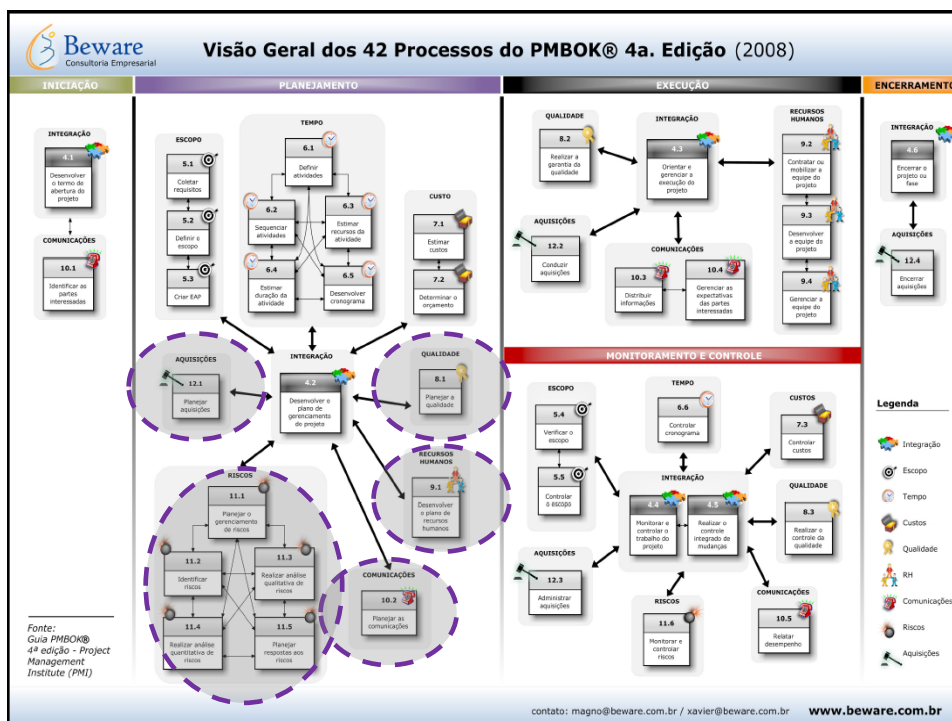 Beware
Consultoria Empresarial
Visão Geral dos 42 Processos do PMBOK® 4a. Edição (2008)
INICIAÇÃO
INTEGRAÇÃO
4.1
Desenvolver
o termo de
abertura do
projeto
COMUNICAÇÕES
10.1
Identificar as
partes
interessadas
PLANEJAMENTO
ESCOPO
5.1
Coletar
requisitos
5.2
Definir o
escopo
5.3
Criar EAP
TEMPO
6.1
Definir
atividades
6.2
Sequenciar
atividades
6.3
Estimar
recursos da
atividade
6.4
Estimar
duração da
atividade
6.5
Desenvolver
cronograma
CUSTO
7.1
Estimar
custos
7.2
Determinar o
orçamento
AQUISIÇÕES
12.1
Planejar
aquisições
INTEGRAÇÃO
4.2
Desenvolver o
plano de
gerenciamento
do projeto
QUALIDADE
8.1
Planejar a
qualidade
RECURSOS
HUMANOS
9.1
Desenvolver
o plano de
recursos
humanos
RISCOS
11.1
Planejar o
gerenciamento
de riscos
11.2
Identificar
riscos
11.3
Realizar análise
qualitativa de
riscos
11.4
Realizar análise
quantitativa de
riscos
11.5
Planejar
respostas aos
riscos
COMUNICAÇÕES
10.2
Planejar as
comunicações
EXECUÇÃO
QUALIDADE
8.2
Realizar a
garantia da
qualidade
INTEGRAÇÃO
4.3
Orientar e
gerenciar a
execução do
projeto
RECURSOS
HUMANOS
9.2
Contratar ou
mobilizar a
equipe do
projeto
9.3
Desenvolver
a equipe do
projeto
9.4
Gerenciar a
equipe do
projeto
AQUISIÇÕES
12.2
Conduzir
aquisições
COMUNICAÇÕES
10.3
Distribuir
informações
10.4
Gerenciar as
expectativas
das partes
interessadas
MONITORAMENTO E CONTROLE
ESCOPO
5.4
Verificar o
escopo
5.5
Controlar
o escopo
TEMPO
6.6
Controlar
cronograma
CUSTOS
7.3
Controlar
custos
INTEGRAÇÃO
4.4
Monitorar e
controlar o
trabalho do
projeto
4.5
Realizar o
controle
integrado de
mudanças
QUALIDADE
8.3
Realizar o
controle da
qualidade
AQUISIÇÕES
12.3
Administrar
aquisições
RISCOS
11.6
Monitorar e
controlar
riscos
COMUNICAÇÕES
10.5
Relatar
desempenho
ENCERRAMENTO
INTEGRAÇÃO
4.6
Encerrar o
projeto ou
fase
AQUISIÇÕES
12.4
Encerrar
aquisições
Legenda
Integração
Escopo
Tempo
Custos
Qualidade
RH
Comunicações
Riscos
Aquisições
Fonte:
Guia PMBOK®
4ª edição - Project
Management
Institute (PMI)
contato: magno@beware.com.br / xavier@beware.com.br
www.beware.com.br